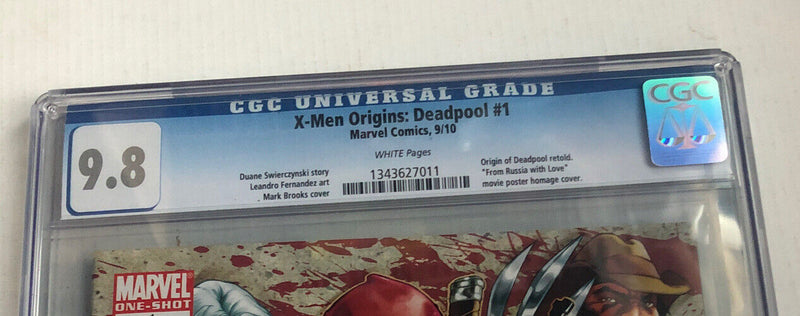 CGC UNIVERSAL GRADE
X-Men Origins: Deadpool #1
Marvel Comics, 9/10
9.8
WHITE Pages
Duane Swierczynski story
Leandro Fernandez art
Mark Brooks cover
1343627011
Origin of Deadpool retold.
"From Russia with Love"
movie poster homage cover.
CGC
MARVEL
ONE-SHOT